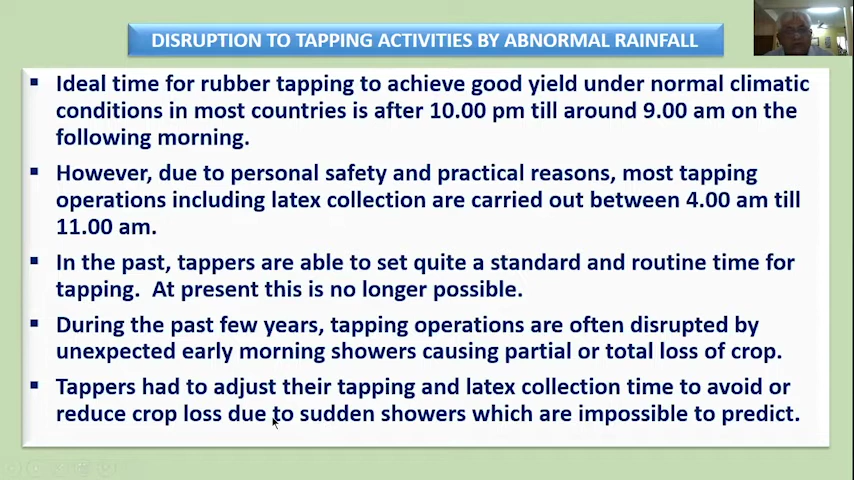 DISRUPTION TO TAPPING ACTIVITIES BY ABNORMAL RAINFALL
▪ Ideal time for rubber tapping to achieve good yield under normal climatic
conditions in most countries is after 10.00 pm till around 9.00 am on the
following morning.
▪ However, due to personal safety and practical reasons, most tapping
operations including latex collection are carried out between 4.00 am till
11.00 am.
▪ In the past, tappers are able to set quite a standard and routine time for
tapping.  At present this is no longer possible.
▪ During the past few years, tapping operations are often disrupted by
unexpected early morning showers causing partial or total loss of crop.
▪ Tappers had to adjust their tapping and latex collection time to avoid or
reduce crop loss due to sudden showers which are impossible to predict.